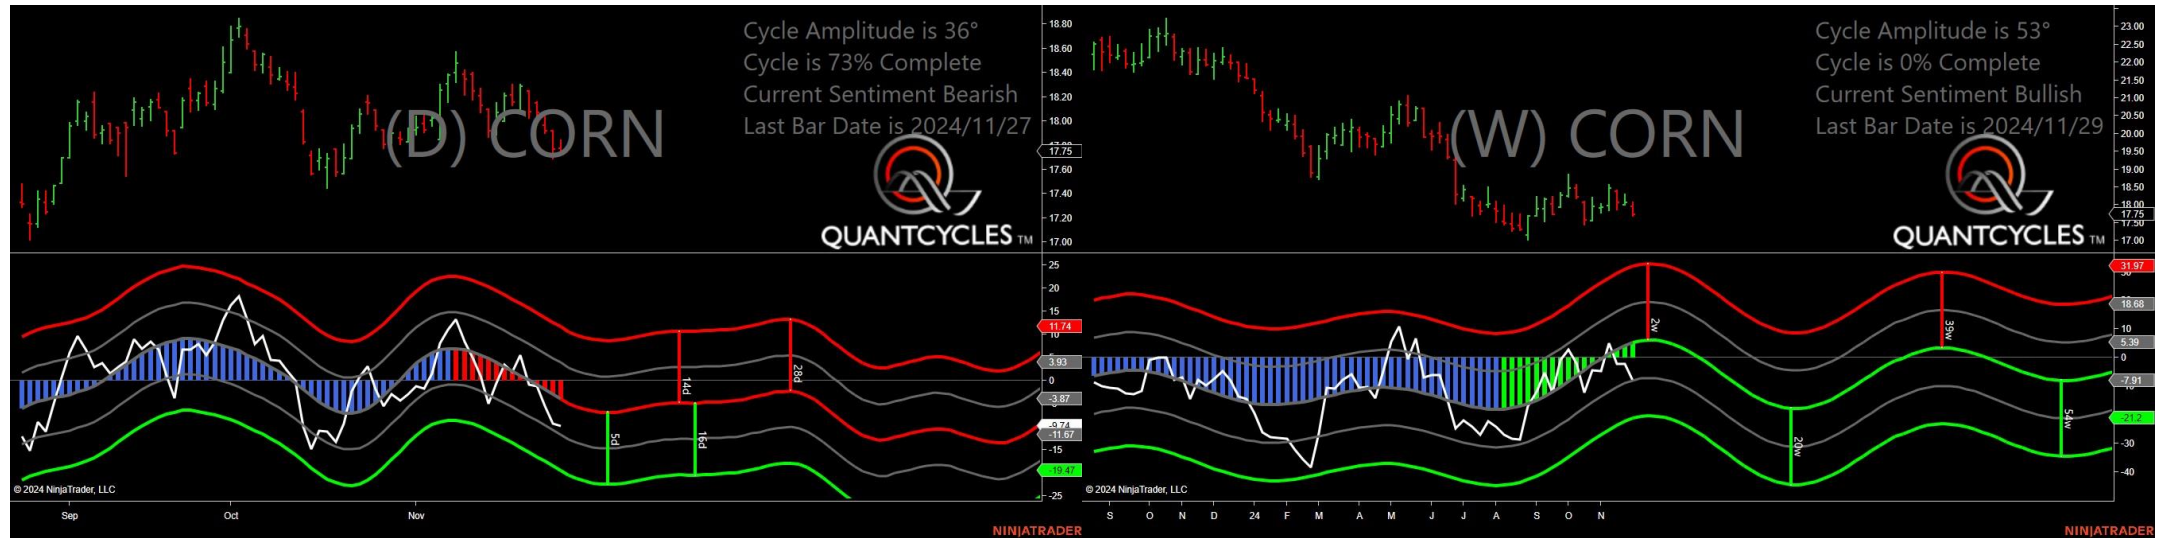 Cycle Amplitude is 36°
Cycle is 73% Complete
Current Sentiment Bearish
Last Bar Date is 2024/11/27
(D) CORN
QUANTCYCLES TM
18.80
18.60
18.40
18.20
18.00
17.75
17.60
17.40
17.20
17.00
25
20
11.74
3.93
0
-3.87
-9.74
-11.67
-15
-19.47
-25
14d
28d
5d
16d
© 2024 NinjaTrader, LLC
Sep
Oct
Nov
NINJATRADER
Cycle Amplitude is 53°
Cycle is 0% Complete
Current Sentiment Bullish
Last Bar Date is 2024/11/29
(W) CORN
QUANTCYCLES TM
23.00
22.50
22.00
21.50
21.00
20.50
20.00
19.50
19.00
18.50
18.00
17.75
17.50
17.00
31.97
18.68
10
5.39
0
-7.91
-21.2
-30
-40
2w
39w
20w
54w
© 2024 NinjaTrader, LLC
S O N D 24 F M A M J J A S O N
NINJATRADER